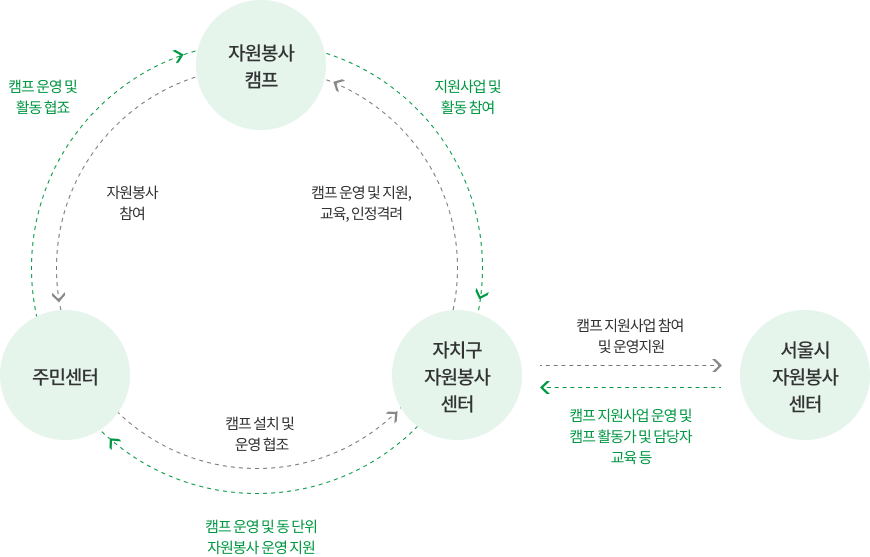 자원봉사
캠프
캠프 운영 및
활동 협조
지원사업 및
활동 참여
자원봉사
참여
캠프 운영 및 지원,
교육, 인정격려
주민센터
자치구
자원봉사
센터
캠프 지원사업 참여
및 운영지원
서울시
자원봉사
센터
캠프 설치 및
운영 협조
캠프 지원사업 운영 및
캠프 활동가 및 담당자
교육 등
캠프 운영 및 동 단위
자원봉사 운영 지원